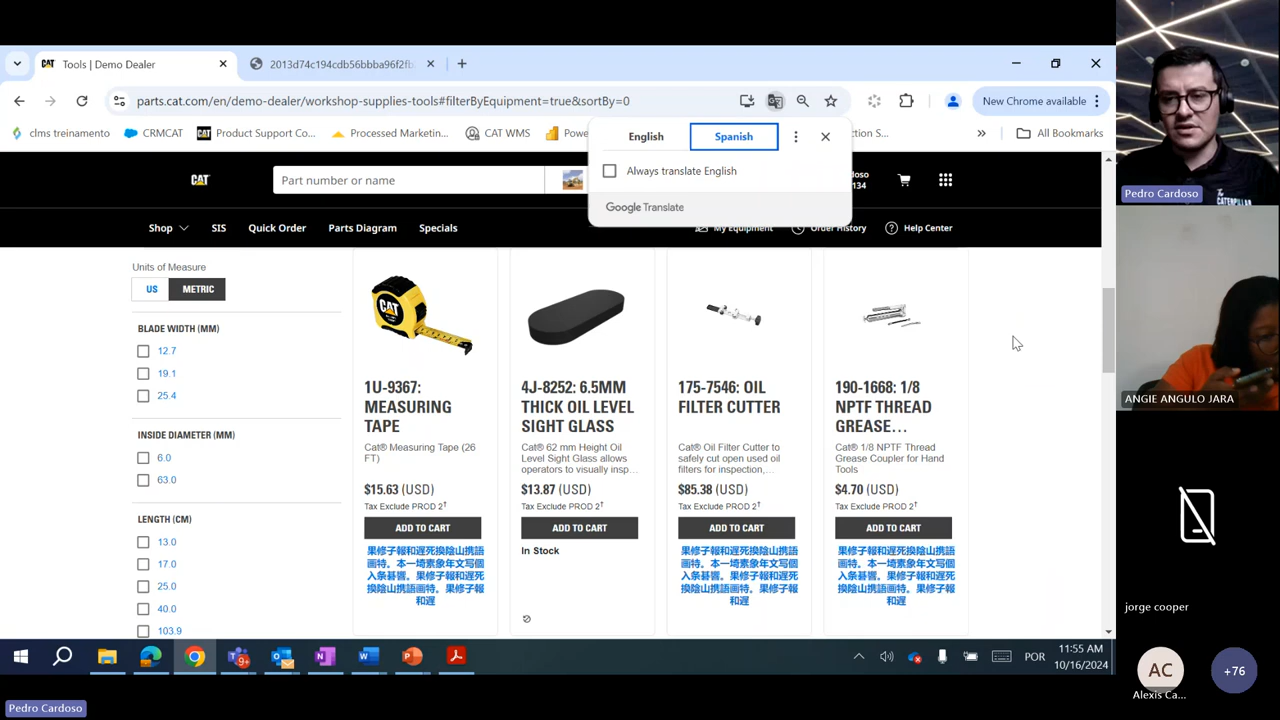 Tools | Demo Dealer
2013d74c194cdb56bbba96f2fb
parts.cat.com/en/demo-dealer/workshop-supplies-tools#filterByEquipment=true&sortBy=0
New Chrome available
clms treinamento
CRMCAT
Product Support Co...
Processed Marketin...
CAT WMS
Pow
ction S...
All Bookmarks
English
Spanish
Always translate English
Google Translate
CAT
Part number or name
doso
134
Shop
SIS
Quick Order
Parts Diagram
Specials
My Equipment
Order History
Help Center
Units of Measure
US
METRIC
BLADE WIDTH (MM)
12.7
19.1
25.4
INSIDE DIAMETER (MM)
6.0
63.0
LENGTH (CM)
13.0
17.0
25.0
40.0
103.9
CAT
1U-9367:
MEASURING
TAPE
Cat® Measuring Tape (26
FT)
$15.63 (USD)
Tax Exclude PROD 2†
ADD TO CART
果修子報和遅死換陰山携語
画特。本一埼素象年文写個
入条碁響。果修子報和遅死
換陰山携語画特。果修子報
和遅
4J-8252: 6.5MM
THICK OIL LEVEL
SIGHT GLASS
Cat® 62 mm Height Oil
Level Sight Glass allows
operators to visually insp...
$13.87 (USD)
Tax Exclude PROD 2†
ADD TO CART
In Stock
175-7546: OIL
FILTER CUTTER
Cat® Oil Filter Cutter to
safely cut open used oil
filters for inspection,...
$85.38 (USD)
Tax Exclude PROD 2†
ADD TO CART
果修子報和遅死換陰山携語
画特。本一埼素象年文写個
入条碁響。果修子報和遅死
換陰山携語画特。果修子報
和遅
190-1668: 1/8
NPTF THREAD
GREASE...
Cat® 1/8 NPTF Thread
Grease Coupler for Hand
Tools
$4.70 (USD)
Tax Exclude PROD 2†
ADD TO CART
果修子報和遅死換陰山携語
画特。本一埼素象年文写個
入条碁響。果修子報和遅死
換陰山携語画特。果修子報
和遅
POR
11:55 AM
10/16/2024
Pedro Cardoso
Pedro Cardoso
ANGIE ANGULO JARA
jorge cooper
AC
Alexis Ca...
+76